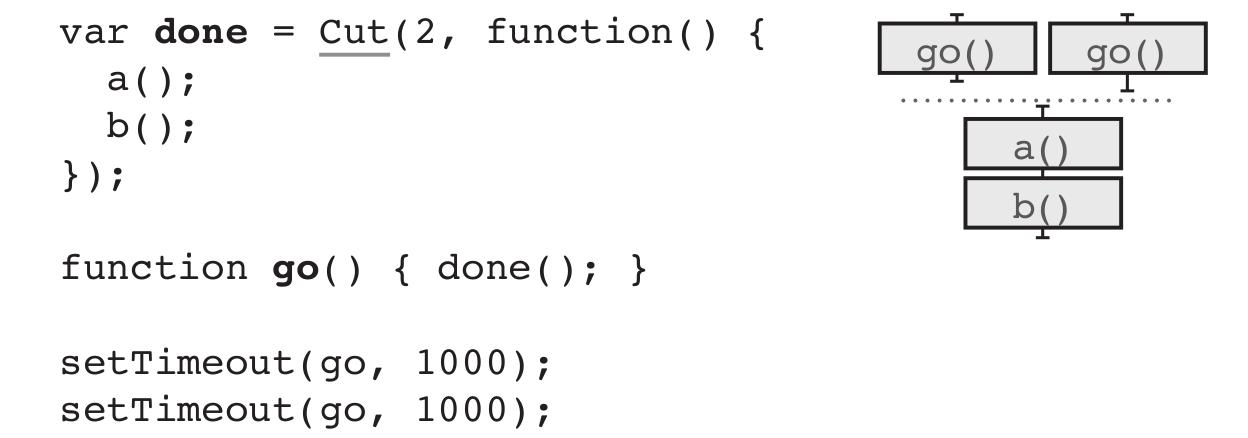 var done = Cut(2, function() {
  a();
  b();
});

function go() { done(); }

setTimeout(go, 1000);
setTimeout(go, 1000);
go() go()
a()
b()